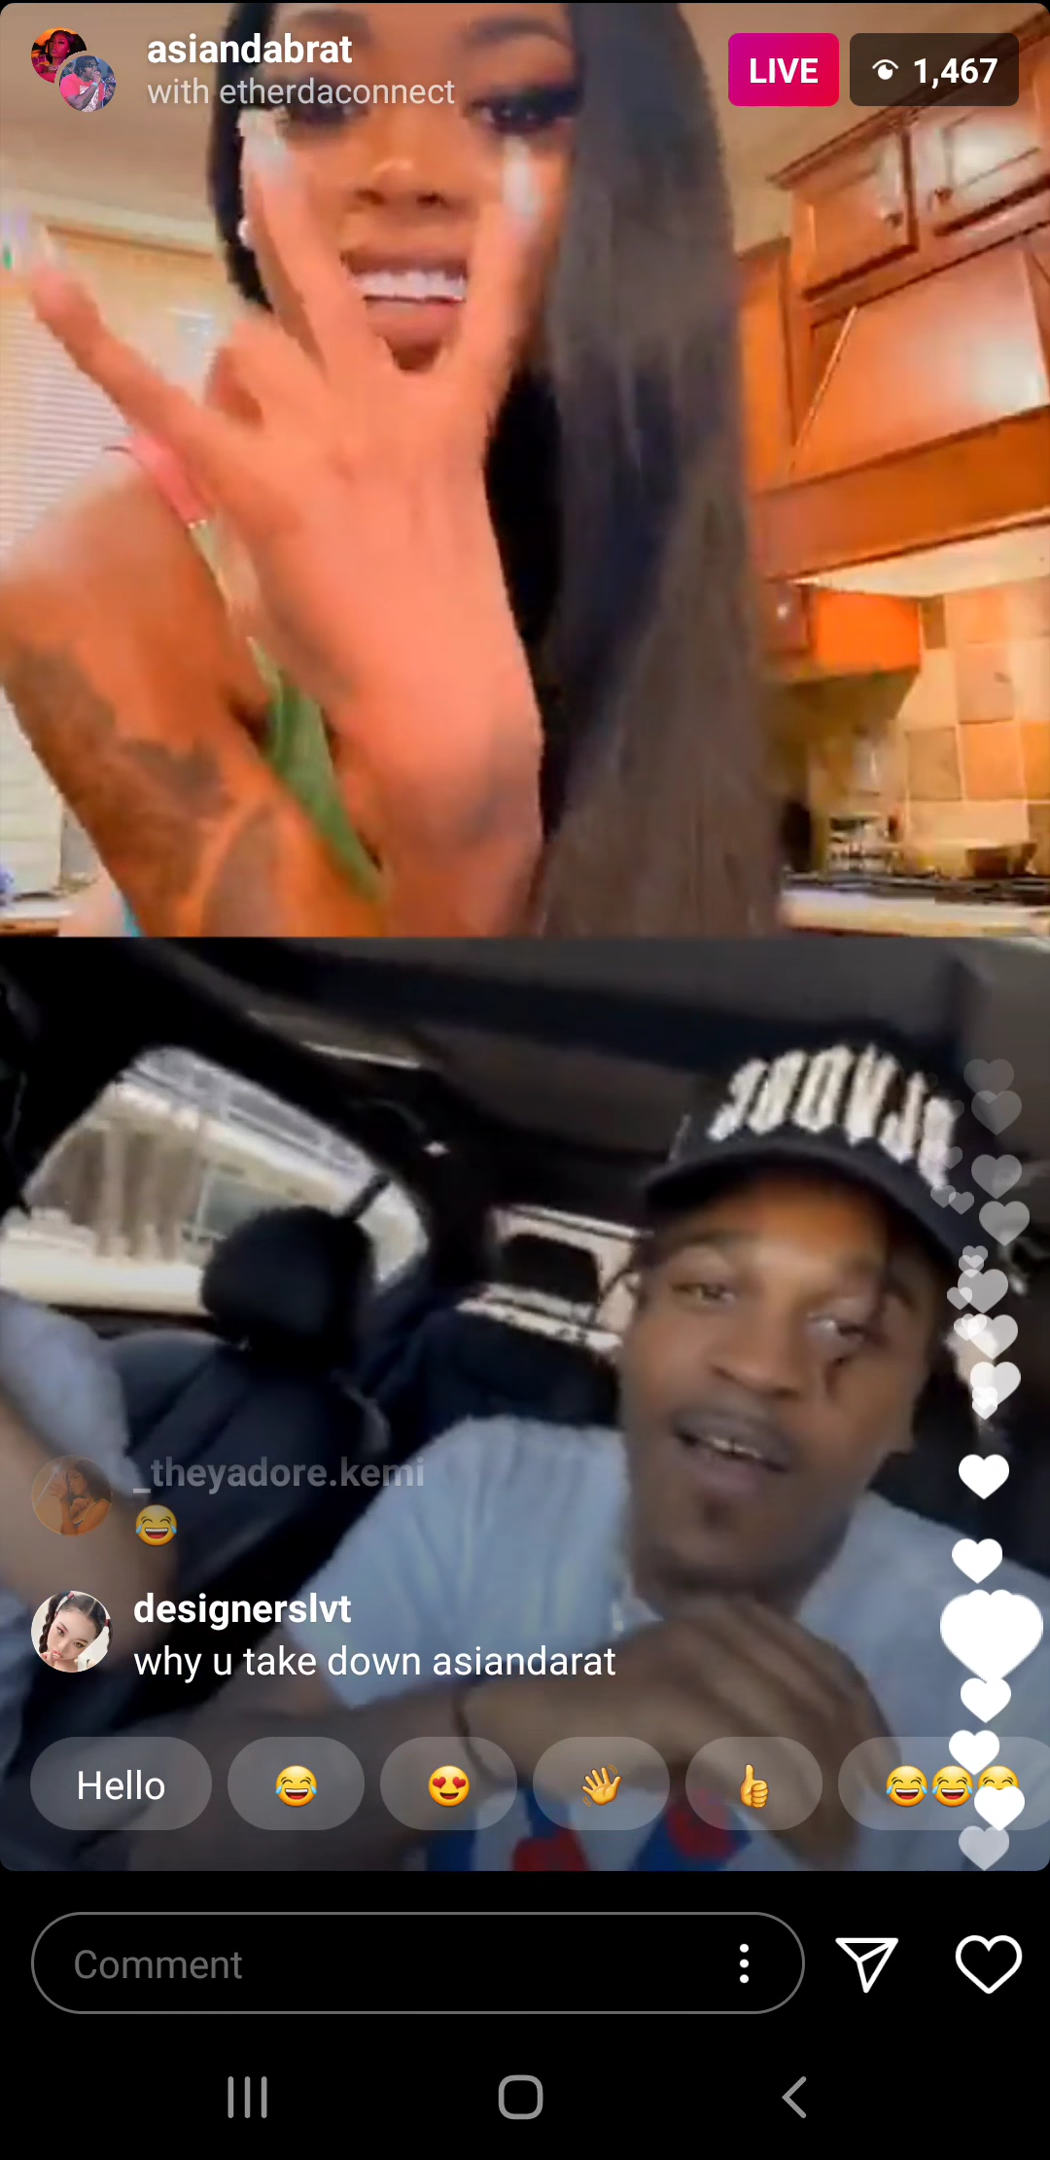 asiandabrat
with etherdaconnect
LIVE
1,467
_theyadore.kemi
😂
designerslvt
why u take down asiandarat
Hello 😂 😍 👋 👍 😂😂😂
Comment